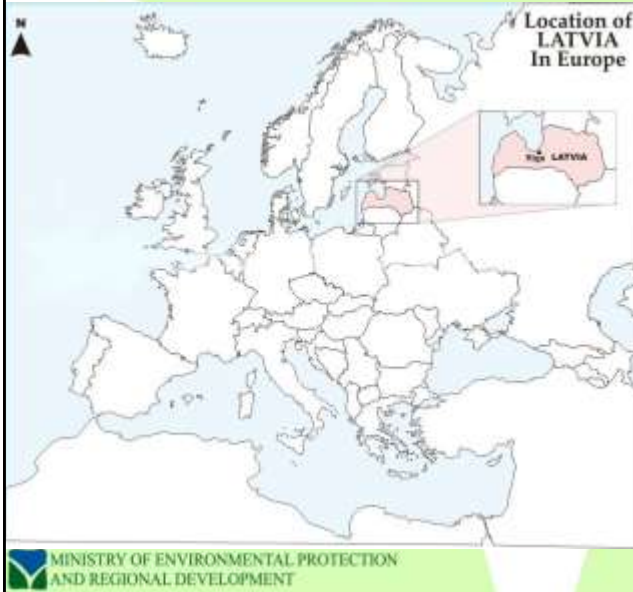 N
Location of
LATVIA
In Europe
Riga LATVIA
MINISTRY OF ENVIRONMENTAL PROTECTION
AND REGIONAL DEVELOPMENT